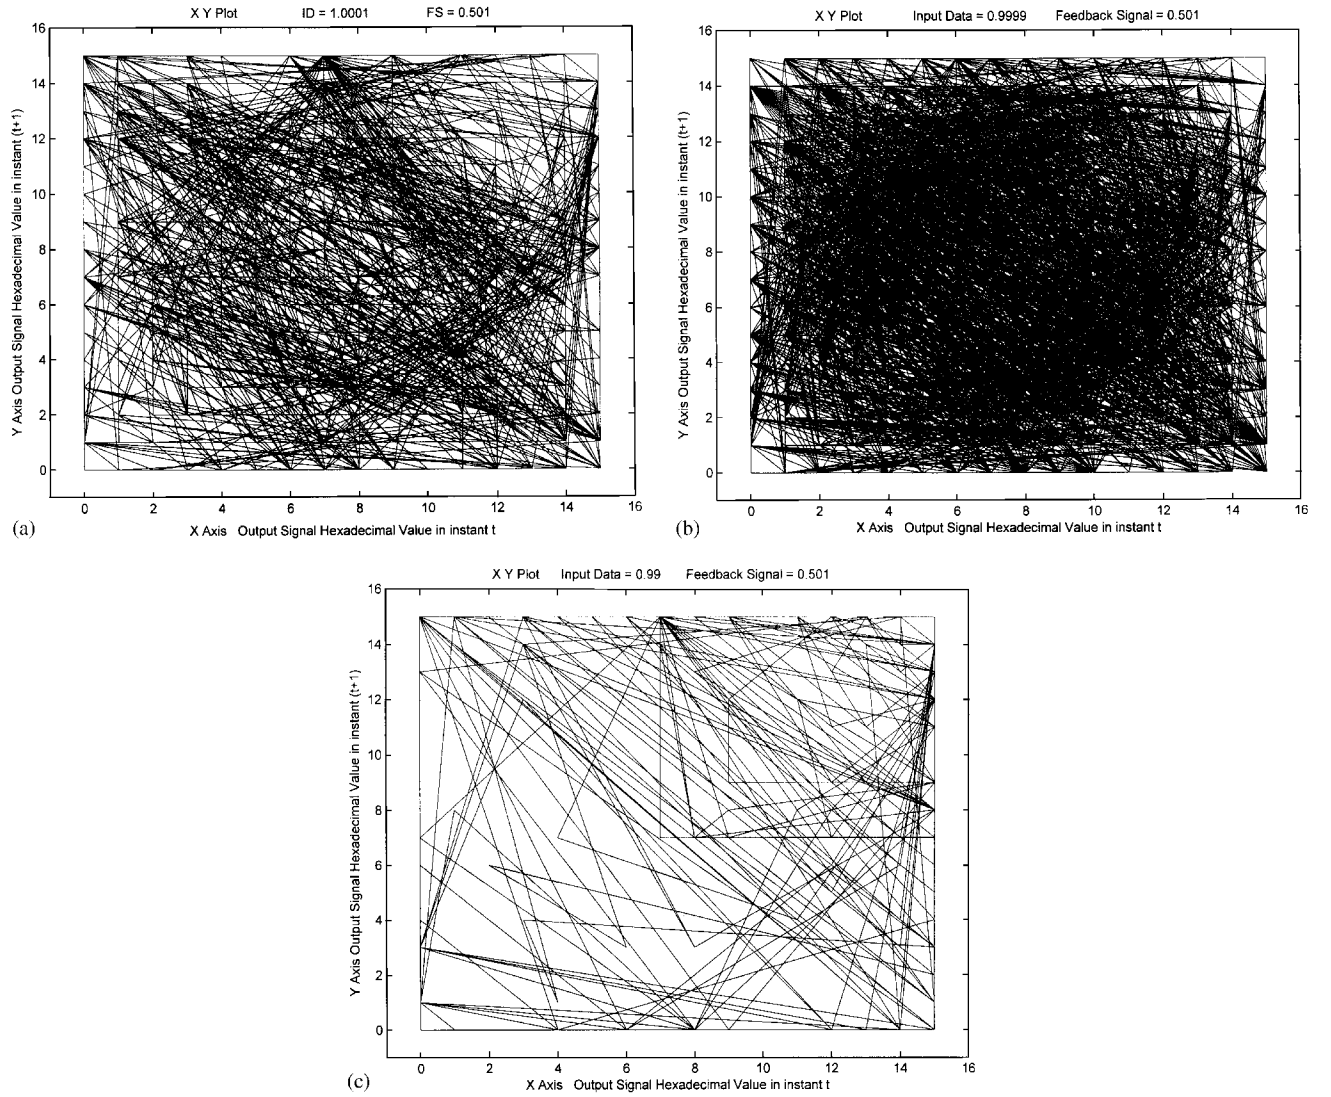 X Y Plot ID = 1.0001 FS = 0.501
16
14
12
10
8
6
4
2
0
Y Axis Output Signal Hexadecimal Value in instant (t+1)
0 2 4 6 8 10 12 14 16
X Axis Output Signal Hexadecimal Value in instant t
(a)
X Y Plot Input Data = 0.9999 Feedback Signal = 0.501
16
14
12
10
8
6
4
2
0
Y Axis Output Signal Hexadecimal Value in instant (t+1)
0 2 4 6 8 10 12 14 16
X Axis Output Signal Hexadecimal Value in instant t
(b)
X Y Plot Input Data = 0.99 Feedback Signal = 0.501
16
14
12
10
8
6
4
2
0
Y Axis Output Signal Hexadecimal Value in instant (t+1)
0 2 4 6 8 10 12 14 16
X Axis Output Signal Hexadecimal Value in instant t
(c)